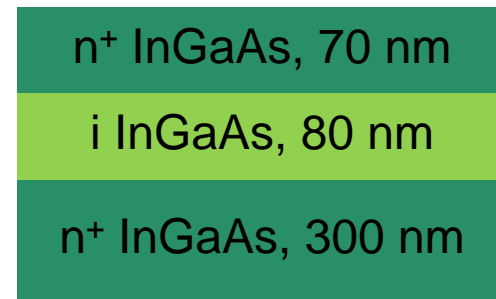 n⁺ InGaAs, 70 nm
i InGaAs, 80 nm
n⁺ InGaAs, 300 nm